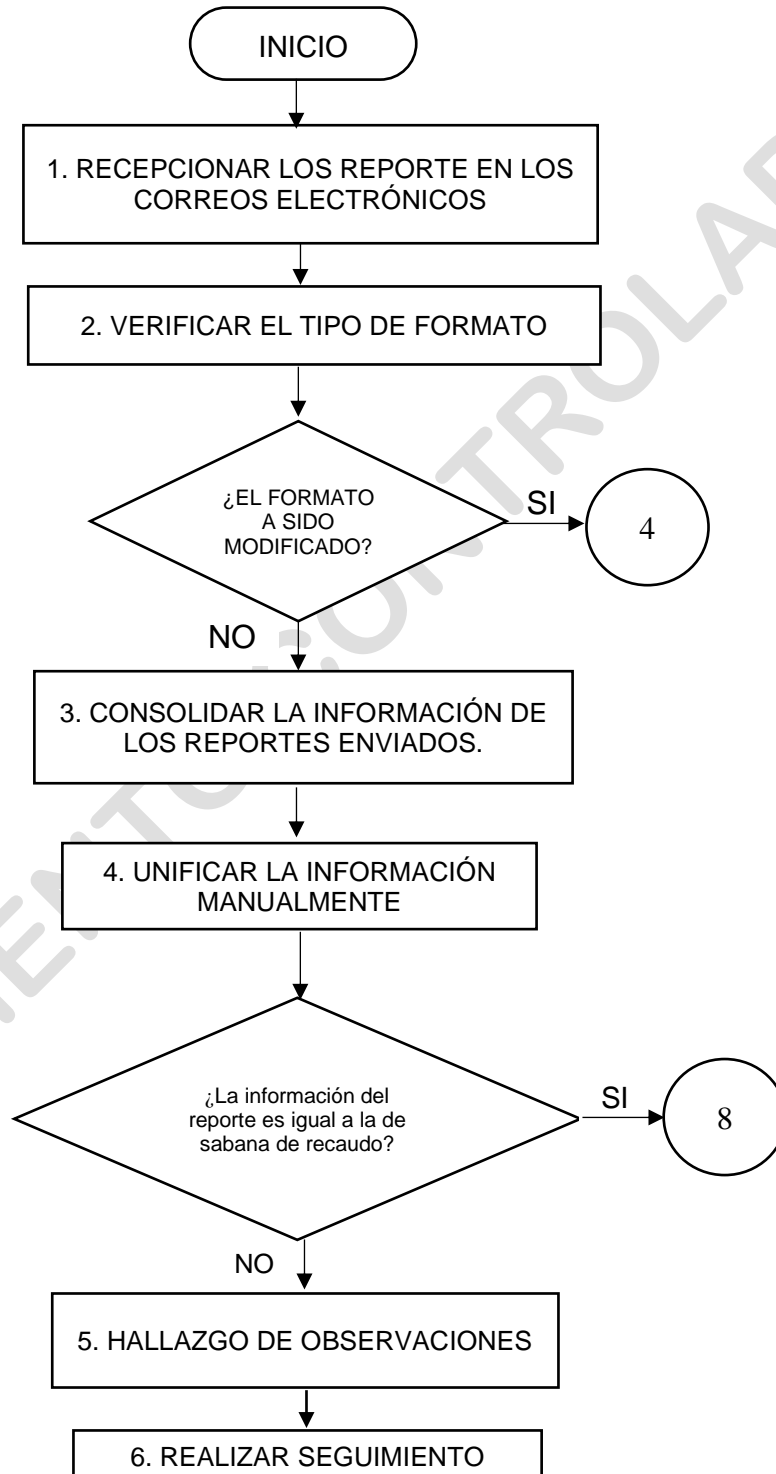 INICIO
1. RECEPCIONAR LOS REPORTE EN LOS
CORREOS ELECTRÓNICOS
2. VERIFICAR EL TIPO DE FORMATO
¿EL FORMATO
A SIDO
MODIFICADO?
SI
4
NO
3. CONSOLIDAR LA INFORMACIÓN DE
LOS REPORTES ENVIADOS.
4. UNIFICAR LA INFORMACIÓN
MANUALMENTE
¿La información del
reporte es igual a la de
sabana de recaudo?
SI
8
NO
5. HALLAZGO DE OBSERVACIONES
6. REALIZAR SEGUIMIENTO